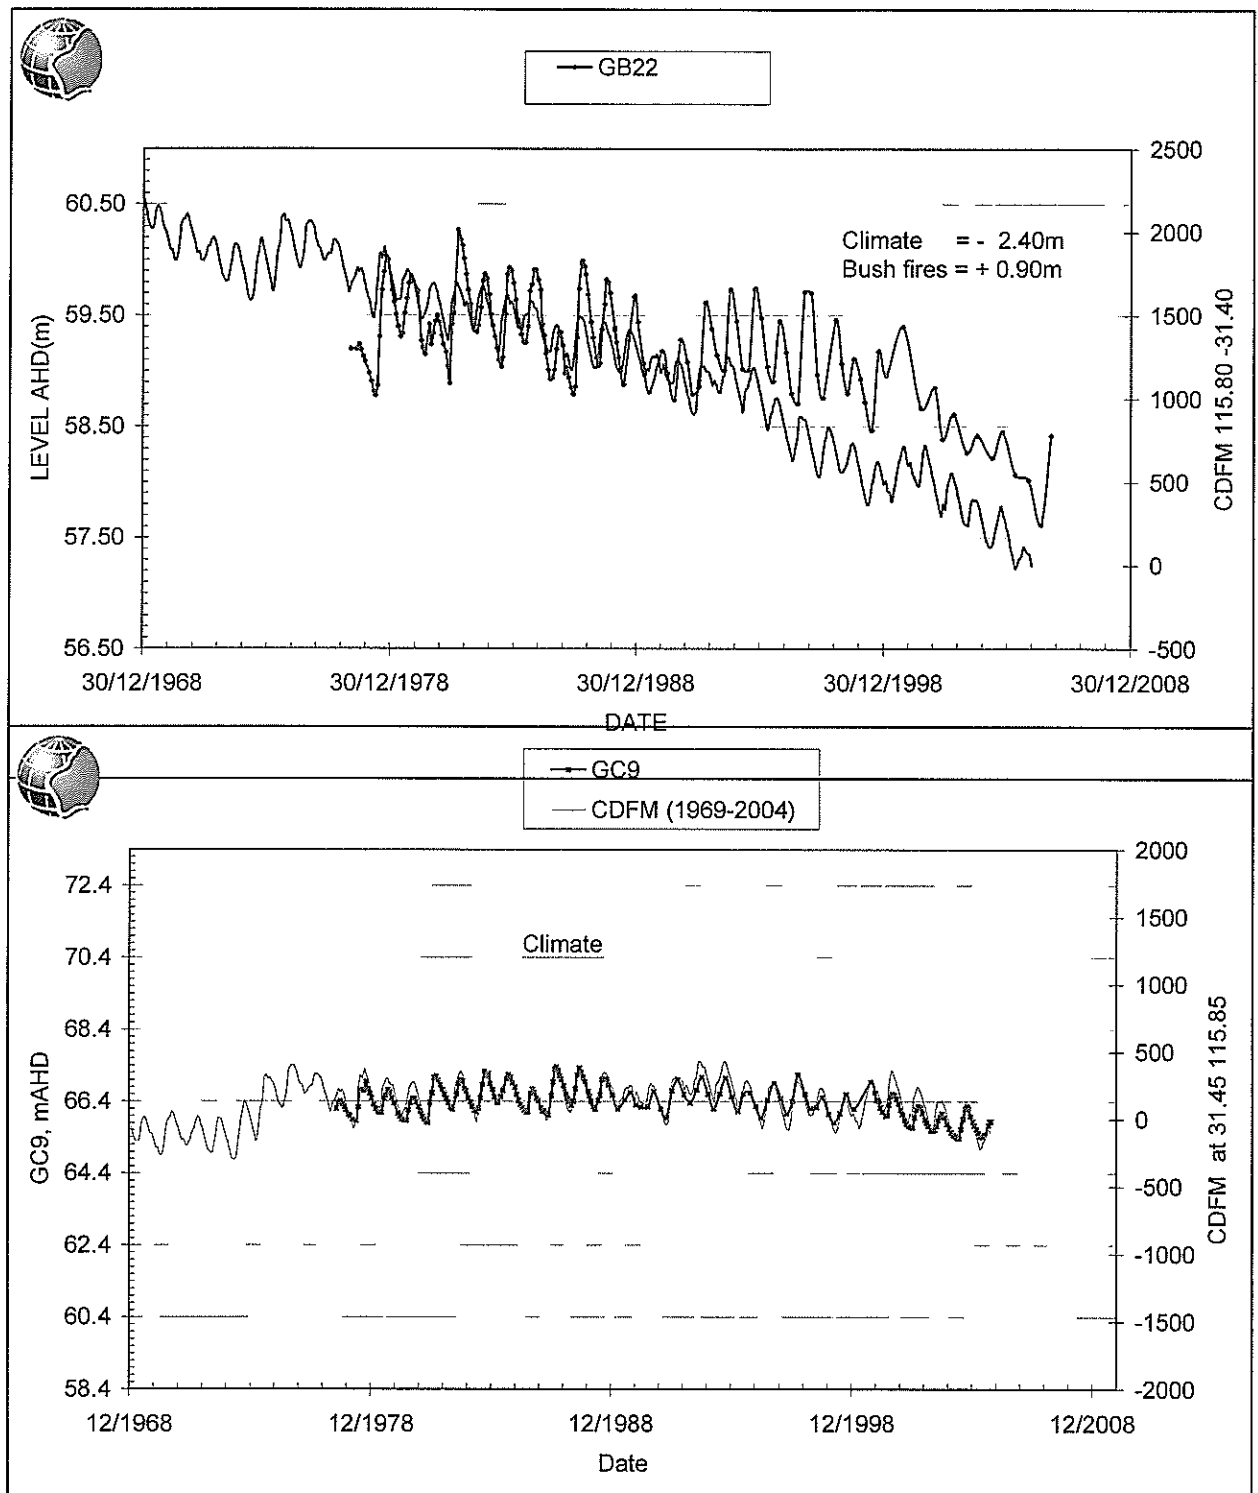 GB22
2500
60.50
2000
Climate = - 2.40m
Bush fires = + 0.90m
59.50
1500
LEVEL AHD(m)
1000
CDFM 115.80 -31.40
58.50
500
57.50
0
56.50
-500
30/12/1968 30/12/1978 30/12/1988 30/12/1998 30/12/2008
DATE
GC9
CDFM (1969-2004)
2000
72.4
1500
Climate
70.4
1000
68.4
500
GC9, mAHD
66.4
0
CDFM at 31.45 115.85
64.4
-500
62.4
-1000
60.4
-1500
58.4
-2000
12/1968 12/1978 12/1988 12/1998 12/2008
Date